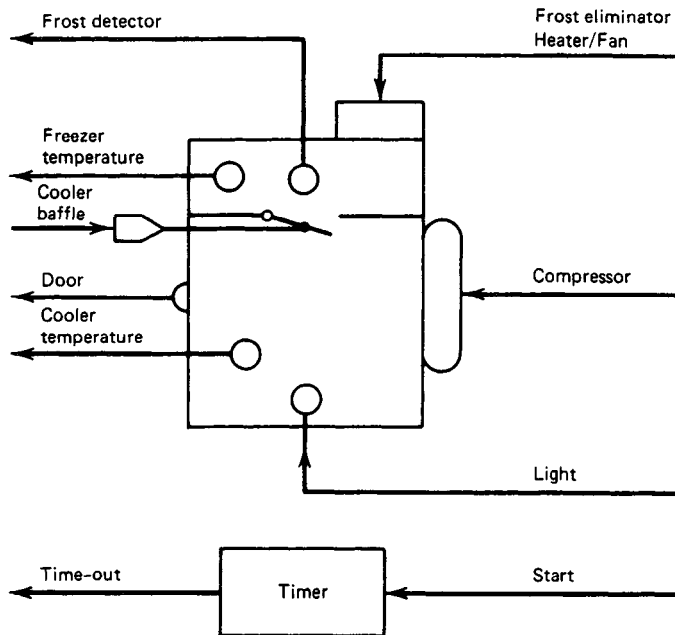 Frost detector
Frost eliminator
Heater/Fan
Freezer
temperature
Cooler
baffle
Door
Compressor
Cooler
temperature
Light
Time-out
Timer
Start